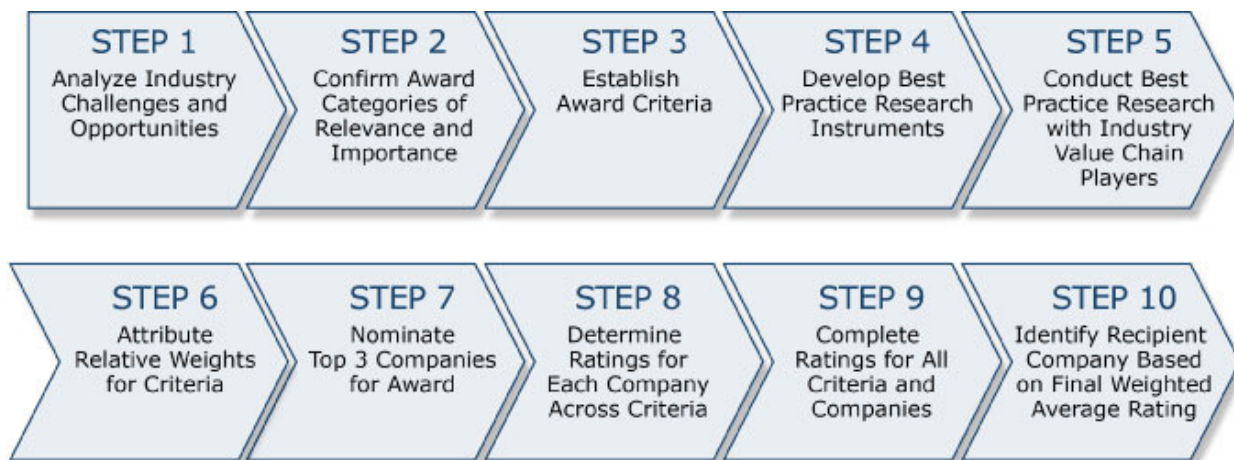 STEP 1
Analyze Industry
Challenges and
Opportunities
STEP 2
Confirm Award
Categories of
Relevance and
Importance
STEP 3
Establish
Award Criteria
STEP 4
Develop Best
Practice Research
Instruments
STEP 5
Conduct Best
Practice Research
with Industry
Value Chain
Players
STEP 6
Attribute
Relative Weights
for Criteria
STEP 7
Nominate
Top 3 Companies
for Award
STEP 8
Determine
Ratings for
Each Company
Across Criteria
STEP 9
Complete
Ratings for All
Criteria and
Companies
STEP 10
Identify Recipient
Company Based
on Final Weighted
Average Rating